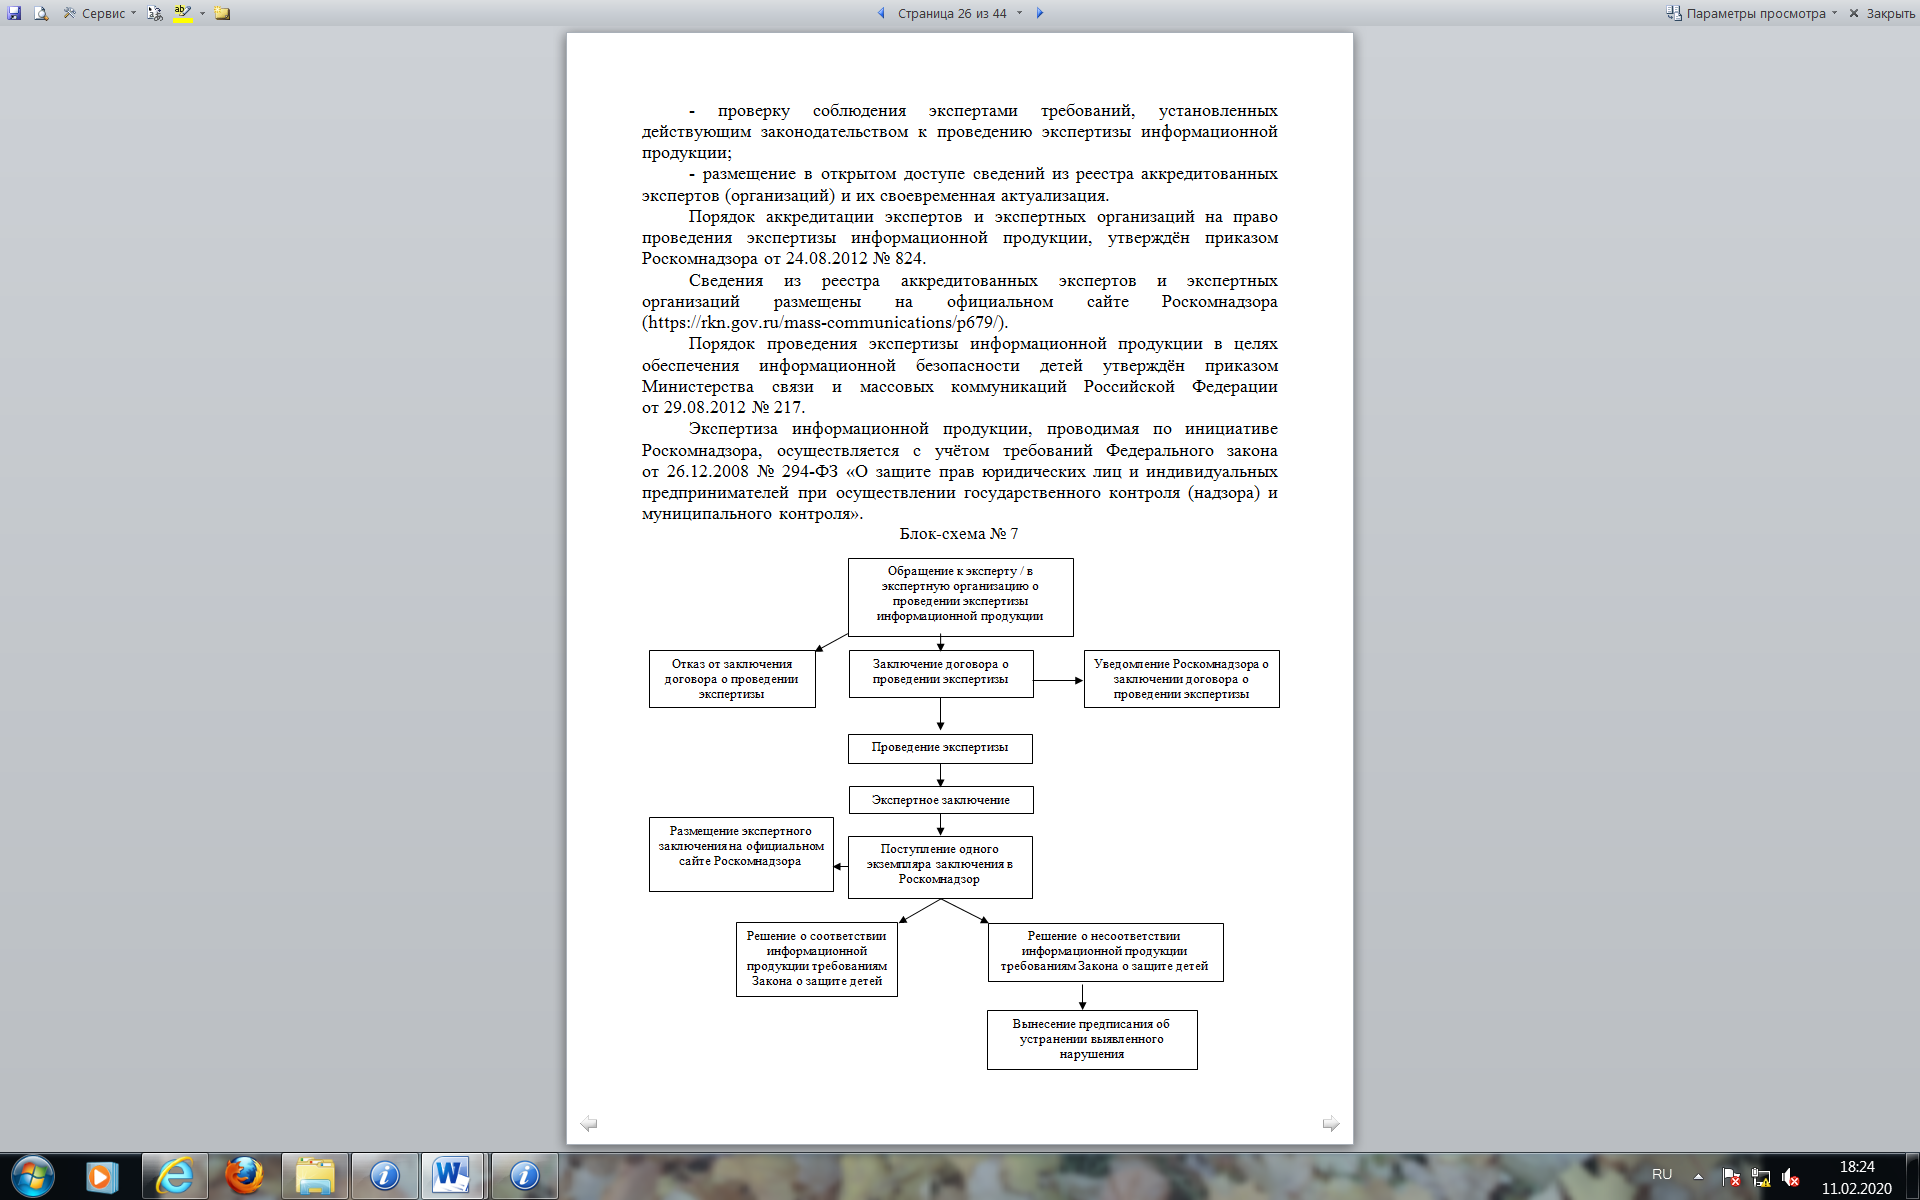 Сервис
Страница 26 из 44
Параметры просмотра
Закрыть
- проверку соблюдения экспертами требований, установленных
действующим законодательством к проведению экспертизы информационной
продукции;
- размещение в открытом доступе сведений из реестра аккредитованных
экспертов (организаций) и их своевременная актуализация.
Порядок аккредитации экспертов и экспертных организаций на право
проведения экспертизы информационной продукции, утверждён приказом
Роскомнадзора от 24.08.2012 № 824.
Сведения из реестра аккредитованных экспертов и экспертных
организаций размещены на официальном сайте Роскомнадзора
(https://rkn.gov.ru/mass-communications/p679/).
Порядок проведения экспертизы информационной продукции в целях
обеспечения информационной безопасности детей утверждён приказом
Министерства связи и массовых коммуникаций Российской Федерации
от 29.08.2012 № 217.
Экспертиза информационной продукции, проводимая по инициативе
Роскомнадзора, осуществляется с учётом требований Федерального закона
от 26.12.2008 № 294-ФЗ «О защите прав юридических лиц и индивидуальных
предпринимателей при осуществлении государственного контроля (надзора) и
муниципального контроля».
Блок-схема № 7
Обращение к эксперту / в
экспертную организацию о
проведении экспертизы
информационной продукции
Отказ от заключения
договора о проведении
экспертизы
Заключение договора о
проведении экспертизы
Уведомление Роскомнадзора о
заключении договора о
проведении экспертизы
Проведение экспертизы
Экспертное заключение
Размещение экспертного
заключения на официальном
сайте Роскомнадзора
Поступление одного
экземпляра заключения в
Роскомнадзор
Решение о соответствии
информационной
продукции требованиям
Закона о защите детей
Решение о несоответствии
информационной продукции
требованиям Закона о защите детей
Вынесение предписания об
устранении выявленного
нарушения
RU
18:24
11.02.2020